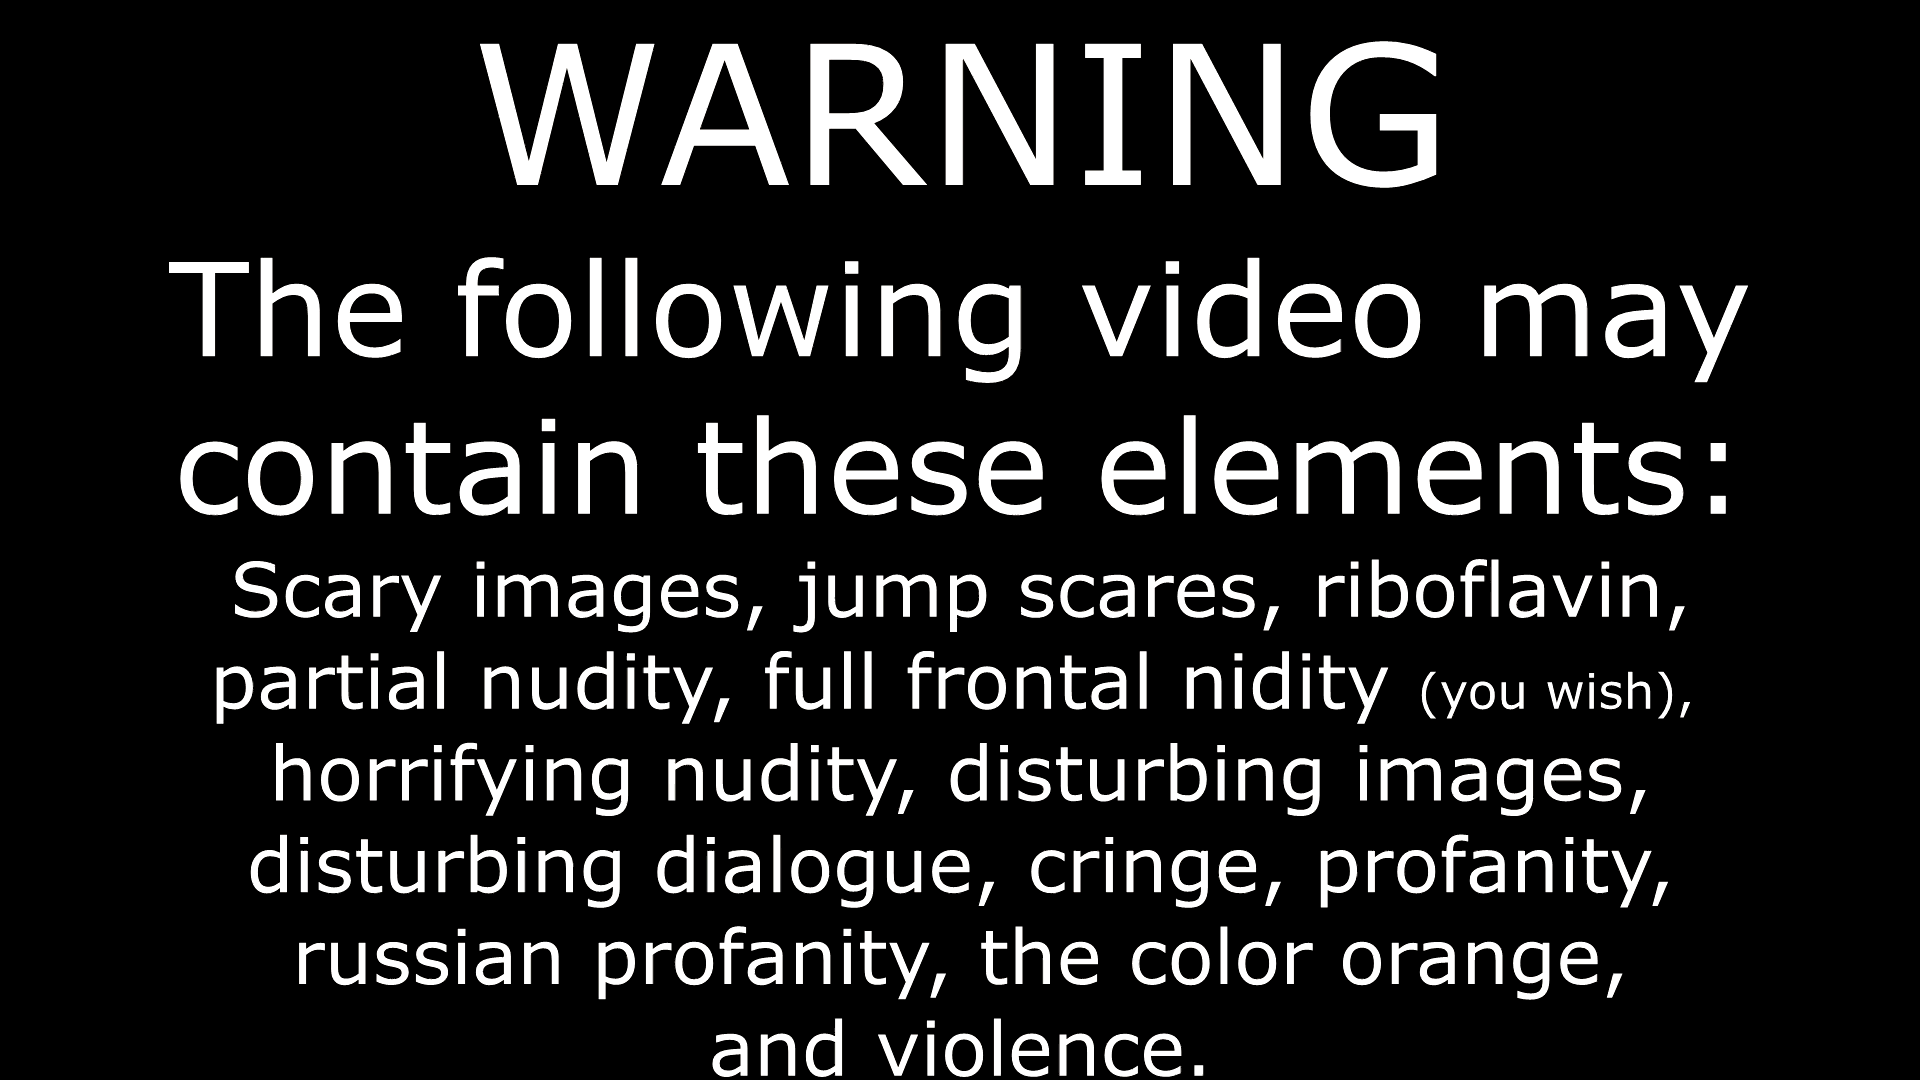 WARNING
The following video may
contain these elements:
Scary images, jump scares, riboflavin,
partial nudity, full frontal nidity (you wish),
horrifying nudity, disturbing images,
disturbing dialogue, cringe, profanity,
russian profanity, the color orange,
and violence.